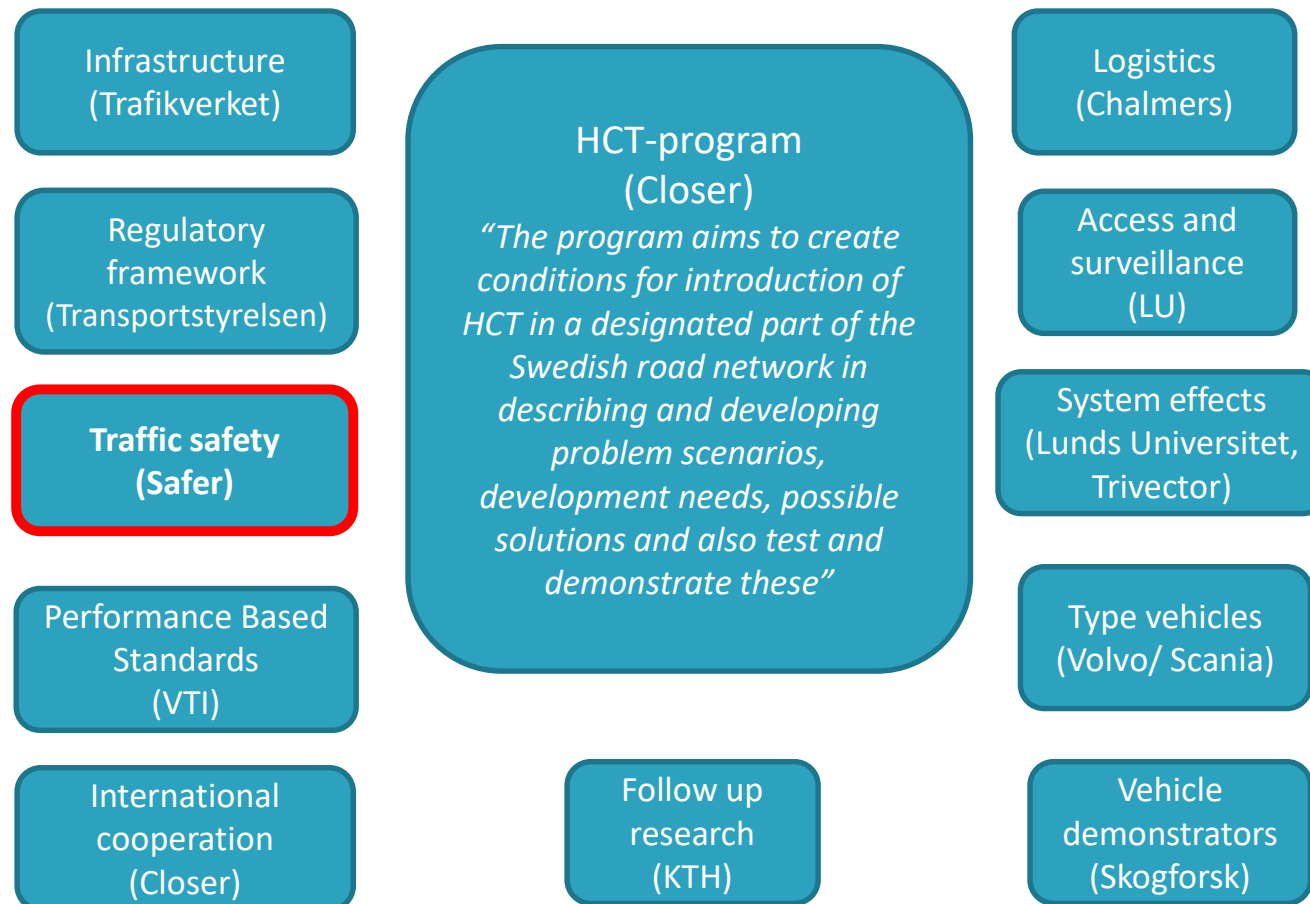 Infrastructure
(Trafikverket)
Regulatory
framework
(Transportstyrelsen)
Traffic safety
(Safer)
Performance Based
Standards
(VTI)
International
cooperation
(Closer)
HCT-program
(Closer)
“The program aims to create
conditions for introduction of
HCT in a designated part of the
Swedish road network in
describing and developing
problem scenarios,
development needs, possible
solutions and also test and
demonstrate these”
Follow up
research
(KTH)
Logistics
(Chalmers)
Access and
surveillance
(LU)
System effects
(Lunds Universitet,
Trivector)
Type vehicles
(Volvo/ Scania)
Vehicle
demonstrators
(Skogforsk)